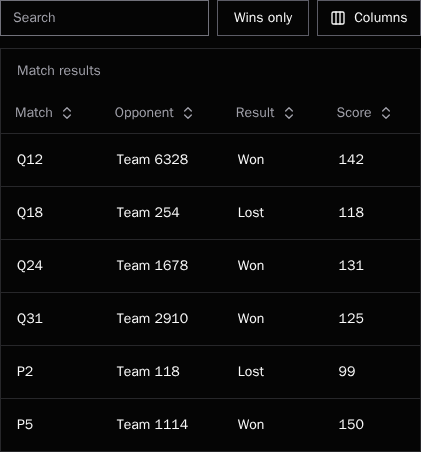 Search Wins only Columns
Match results
Match Opponent Result Score
Q12 Team 6328 Won 142
Q18 Team 254 Lost 118
Q24 Team 1678 Won 131
Q31 Team 2910 Won 125
P2 Team 118 Lost 99
P5 Team 1114 Won 150